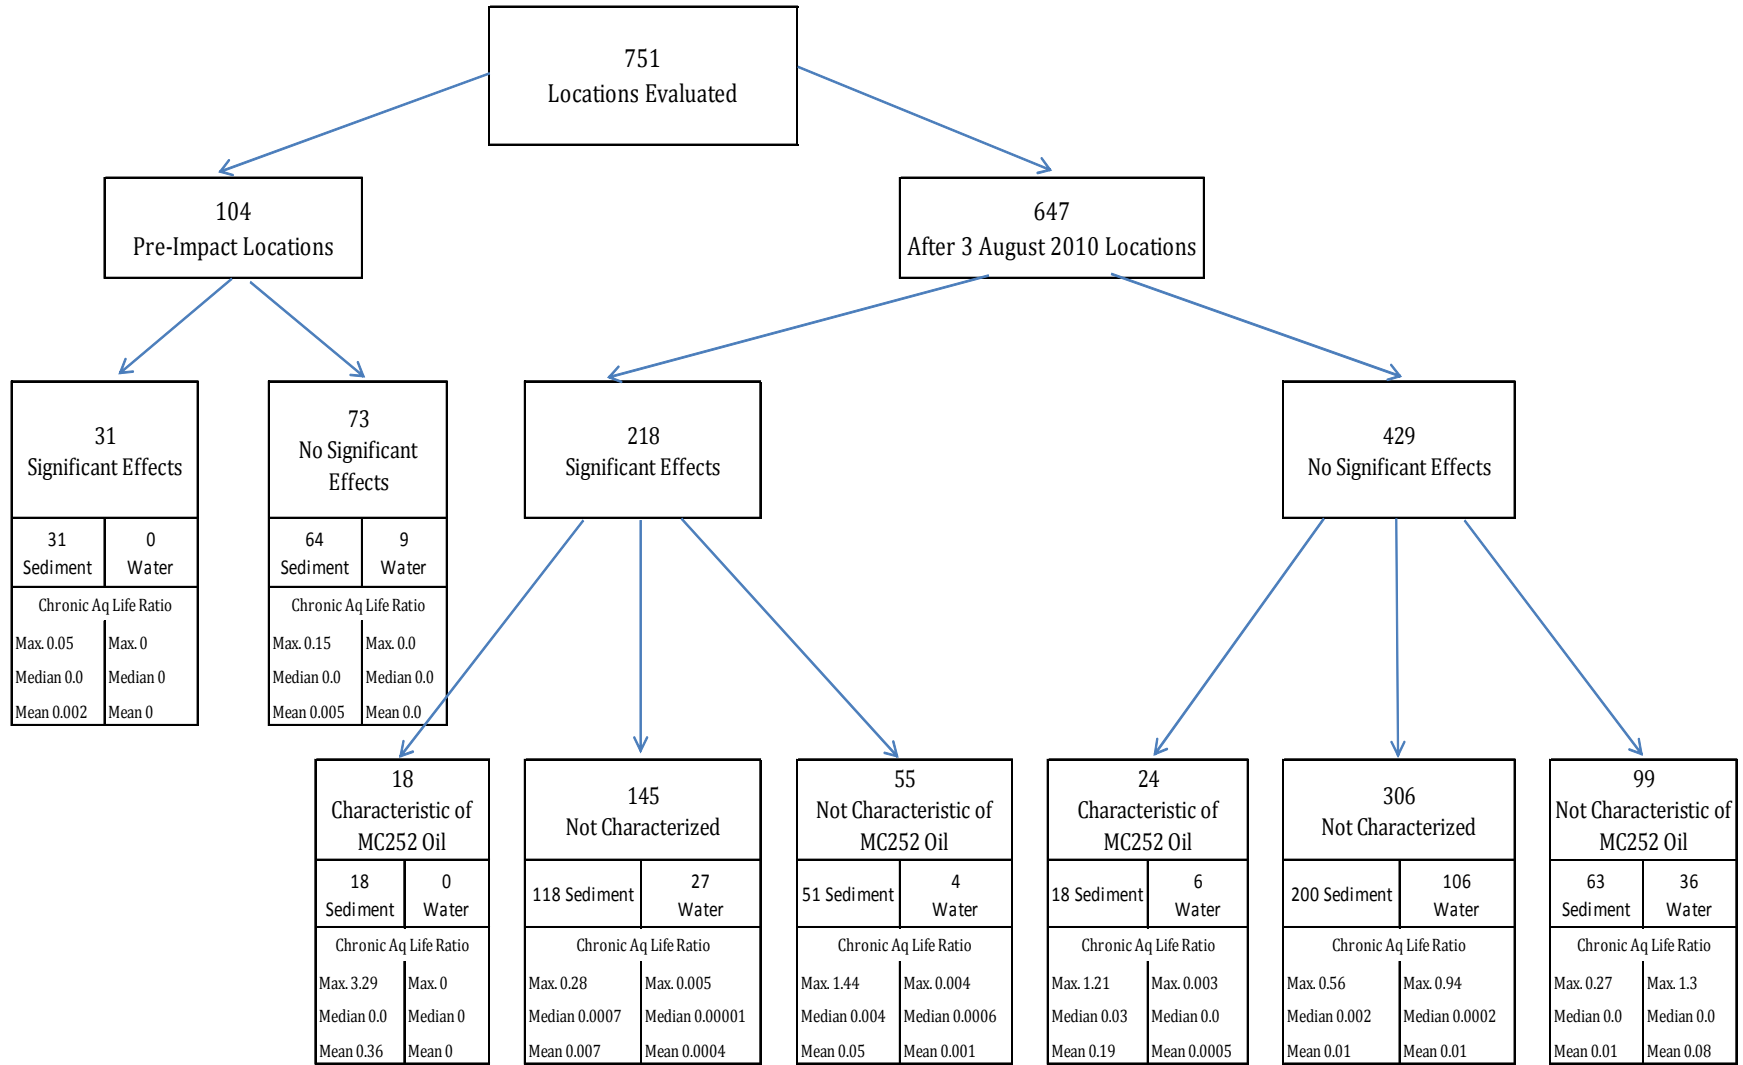 751
Locations Evaluated
104
Pre-Impact Locations
647
After 3 August 2010 Locations
31
Significant Effects
31
Sediment
0
Water
Chronic Aq Life Ratio
Max. 0.05
Median 0.0
Mean 0.002
Max. 0
Median 0
Mean 0
73
No Significant
Effects
64
Sediment
9
Water
Chronic Aq Life Ratio
Max. 0.15
Median 0.0
Mean 0.005
Max. 0.0
Median 0.0
Mean 0.0
218
Significant Effects
429
No Significant Effects
18
Characteristic of
MC252 Oil
18
Sediment
0
Water
Chronic Aq Life Ratio
Max. 3.29
Median 0.0
Mean 0.36
Max. 0
Median 0
Mean 0
145
Not Characterized
118 Sediment
27
Water
Chronic Aq Life Ratio
Max. 0.28
Median 0.0007
Mean 0.007
Max. 0.005
Median 0.00001
Mean 0.0004
55
Not Characteristic of
MC252 Oil
51 Sediment
4
Water
Chronic Aq Life Ratio
Max. 1.44
Median 0.004
Mean 0.05
Max. 0.004
Median 0.0006
Mean 0.001
24
Characteristic of
MC252 Oil
18 Sediment
6
Water
Chronic Aq Life Ratio
Max. 1.21
Median 0.03
Mean 0.19
Max. 0.003
Median 0.0
Mean 0.0005
306
Not Characterized
200 Sediment
106
Water
Chronic Aq Life Ratio
Max. 0.56
Median 0.002
Mean 0.01
Max. 0.94
Median 0.0002
Mean 0.01
99
Not Characteristic of
MC252 Oil
63
Sediment
36
Water
Chronic Aq Life Ratio
Max. 0.27
Median 0.0
Mean 0.01
Max. 1.3
Median 0.0
Mean 0.08